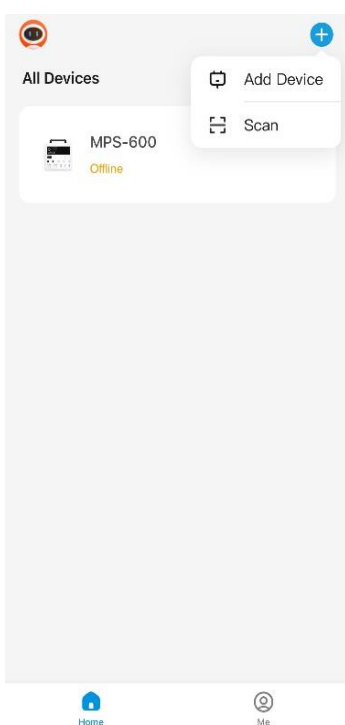 All Devices
Add Device
Scan
MPS-600
Offline
Home
Me